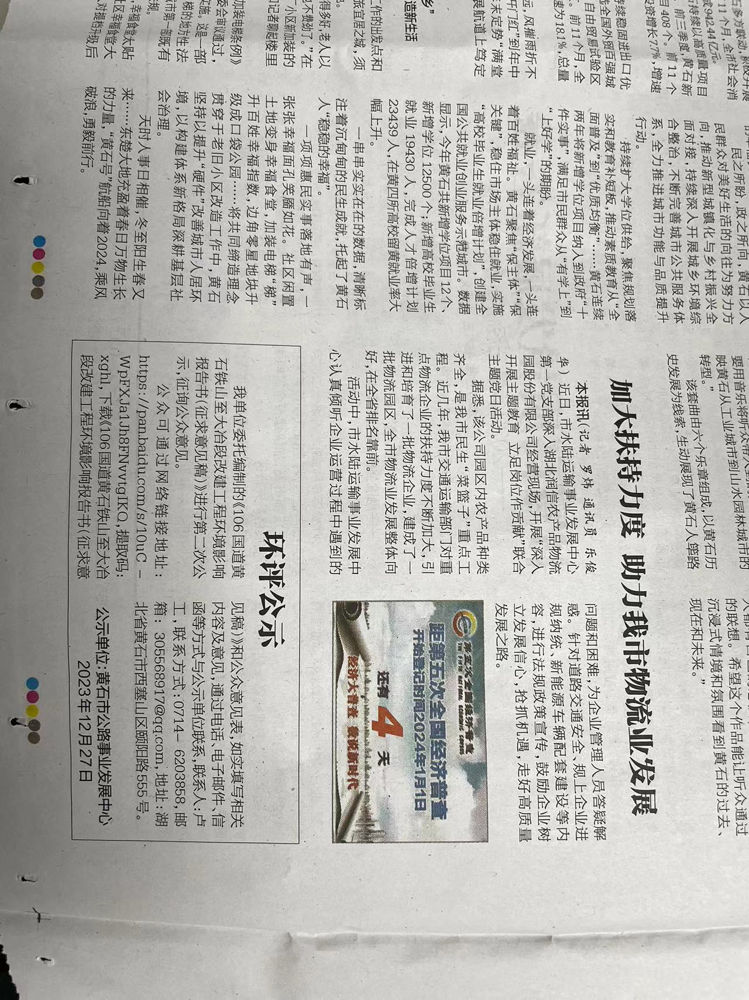 石多方联动,积极开展
11个月,全市社会消
942.44亿元。
石持续以高质量项目
前三季度,黄石新
目408个。前11个
投资增长7.7%,增速
持续稳固进出口优
选全国外贸百强城
自由贸易试验区
。前11个月,全
速为18.1%,总量
远,风摧雨折不
开门红”到年中
末定势“满堂
展航道上笃定
乡”
造新生活
工作的出发点和
旅宜居之城,须
得多好,老人以
也不费劲了。”在
小区新加装的
记者聊起楼里
加装电梯条例》
委会审议通过,
实施。这是一部
梯的地方性法
市第一部既有
幸福食堂太贴
社区幸福食堂大
民之所盼,政之所向,黄石以人
民群众对美好生活的向往为努力方
向,推动新型城镇化与乡村振兴全
面对接,持续深入开展城乡环境综
合整治,不断完善城市公共服务体
系,全力推进城市功能与品质提升
行动。
持续扩大学位供给,聚焦规划落
实和教育补短板,推动素质教育从“全
面普及”到“优质均衡”……黄石连续
两年将新增学位项目纳入到政府“十
件实事”,满足市民群众从“有学上”到
“上好学”的期盼。
就业,一头连着经济发展,一头连
着百姓福祉。黄石聚焦“保主体”“保
关键”,稳住市场主体稳住就业,实施
“高校毕业生就业倍增计划”,创建全
国公共就业创业服务示范城市。数据
显示,今年黄石共新增学位项目12个、
新增学位12500个;新增高校毕业生
就业19430人,完成人才倍增计划
23439人,在黄四所高校留黄就业率大
幅上升。
一串串实实在在的数据,清晰标
注着沉甸甸的民生成就,托起了黄石
人“稳稳的幸福”。
一项项惠民实事落地有声,一
张张幸福面孔笑靥如花。社区闲置
土地变身幸福食堂,加装电梯“梯”
升百姓幸福指数,边角零星地块升
级成口袋公园……将共同缔造理念
贯穿于老旧小区改造工作中,黄石
坚持以提升“硬件”改善城市人居环
境,以构建体系新格局深耕基层社
会治理。
天时人事日相催,冬至阳生春又
来……东楚大地充盈着春日万物生长
的力量,“黄石号”航船向着2024,乘风
破浪,勇毅前行。
映黄石从工业城市到山水园林城市的
转型。”
该套曲由六个乐章组成,以黄石历
史发展为线索,生动展现了黄石人筚路
的联想。希望这个作品能让听众通过
沉浸式情境和氛围看到黄石的过去、
现在和未来。”
加大扶持力度 助力我市物流业发展
本报讯(记者 罗炜 通讯员 乐俊
华)近日,市水陆运输事业发展中心
第一党支部深入湖北润信农产品物流
园股份有限公司经营现场,开展“深入
开展主题教育 立足岗位作贡献”联合
主题党日活动。
据悉,该公司园区内农产品种类
齐全,是我市民生“菜篮子”重点工
程。近几年,我市交通运输部门对重
点物流企业的扶持力度不断加大,引
进和培育了一批物流企业,建成了一
批物流园区,全市物流业发展整体向
好,在全省排名靠前。
活动中,市水陆运输事业发展中
心认真倾听企业运营过程中遇到的
问题和困难,为企业管理人员答疑解
惑。针对道路交通安全、规上企业进
规纳统、新能源车辆配套建设等内
容,进行法规政策宣传,鼓励企业树
立发展信心,抢抓机遇,走好高质量
发展之路。
第五次全国经济普查
THE FIFTH NATIONAL ECONOMIC CENSUS
距第五次全国经济普查
开始登记时间2024年1月1日
还有 4 天
经济大普查 数说新时代
环评公示
我单位委托编制的《106国道黄
石铁山至大冶段改建工程环境影响
报告书(征求意见稿)》进行第二次公
示,征询公众意见。
公众可通过网络链接地址:
https://pan.baidu.com/s/10uC-
WpFXJa1Jh8FNvvtgIKQ,提取码:
xghl,下载《106国道黄石铁山至大冶
段改建工程环境影响报告书(征求意
见稿)》和公众意见表,如实填写相关
内容及意见,通过电话、电子邮件、信
函等方式与公示单位联系,联系人:卢
工,联系方式:0714-6203858,邮
箱:305568917@qq.com,地址:湖
北省黄石市西塞山区颐阳路555号。
公示单位:黄石市公路事业发展中心
2023年12月27日